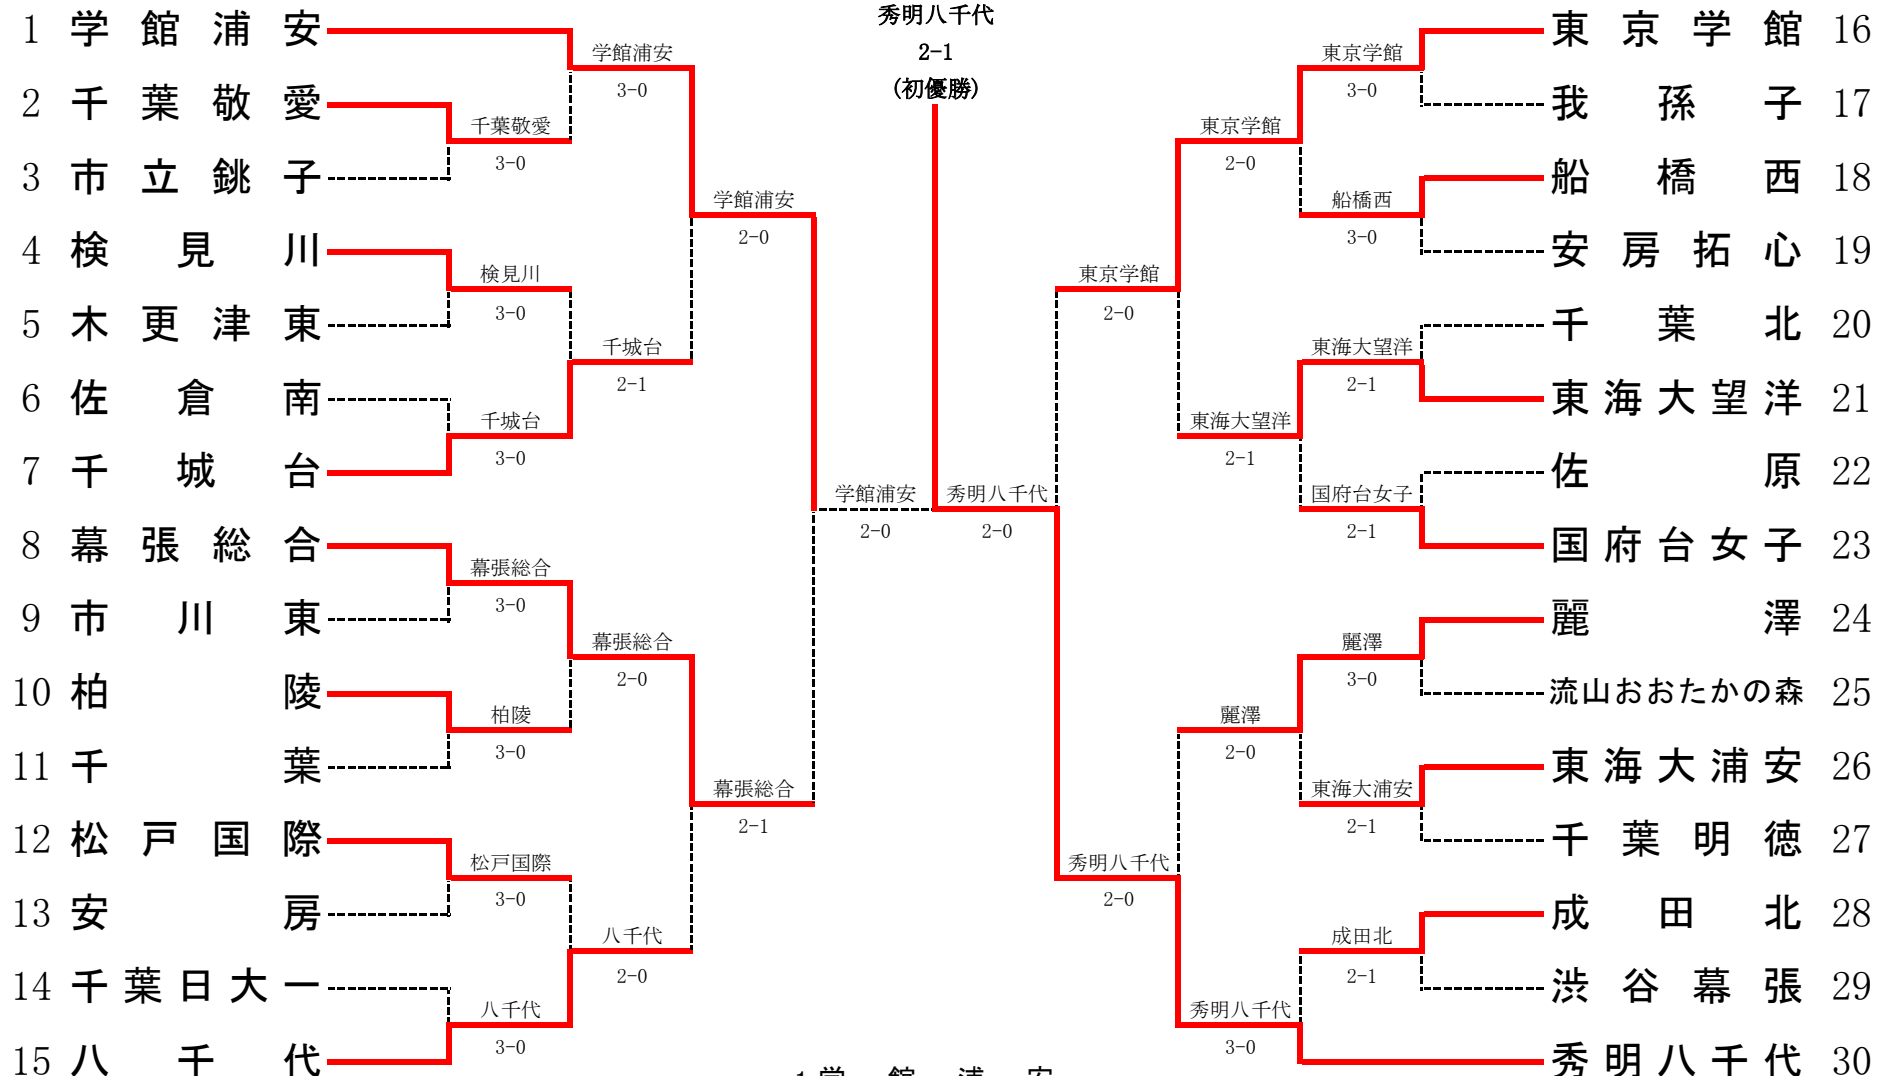 秀明八千代
2-1
(初優勝)
1 学館浦安
2 千葉敬愛
3 市立銚子
4 検見川
5 木更津東
6 佐倉南
7 千城台
8 幕張総合
9 市川東
10 柏陵
11 千葉
12 松戸国際
13 安房
14 千葉日大一
15 八千代
千葉敬愛
3-0
検見川
3-0
千城台
3-0
幕張総合
3-0
柏陵
3-0
松戸国際
3-0
八千代
3-0
学館浦安
3-0
千城台
2-1
幕張総合
2-0
八千代
2-0
学館浦安
2-0
幕張総合
2-1
学館浦安
2-0
秀明八千代
2-0
東京学館
2-0
秀明八千代
2-0
東京学館
2-0
東海大望洋
2-1
麗澤
2-0
秀明八千代
3-0
東京学館
3-0
船橋西
3-0
東海大望洋
2-1
国府台女子
2-1
麗澤
3-0
東海大浦安
2-1
成田北
2-1
東京学館 16
我孫子 17
船橋西 18
安房拓心 19
千葉北 20
東海大望洋 21
佐原 22
国府台女子 23
麗澤 24
流山おおたかの森 25
東海大浦安 26
千葉明徳 27
成田北 28
渋谷幕張 29
秀明八千代 30
1 学館浦安